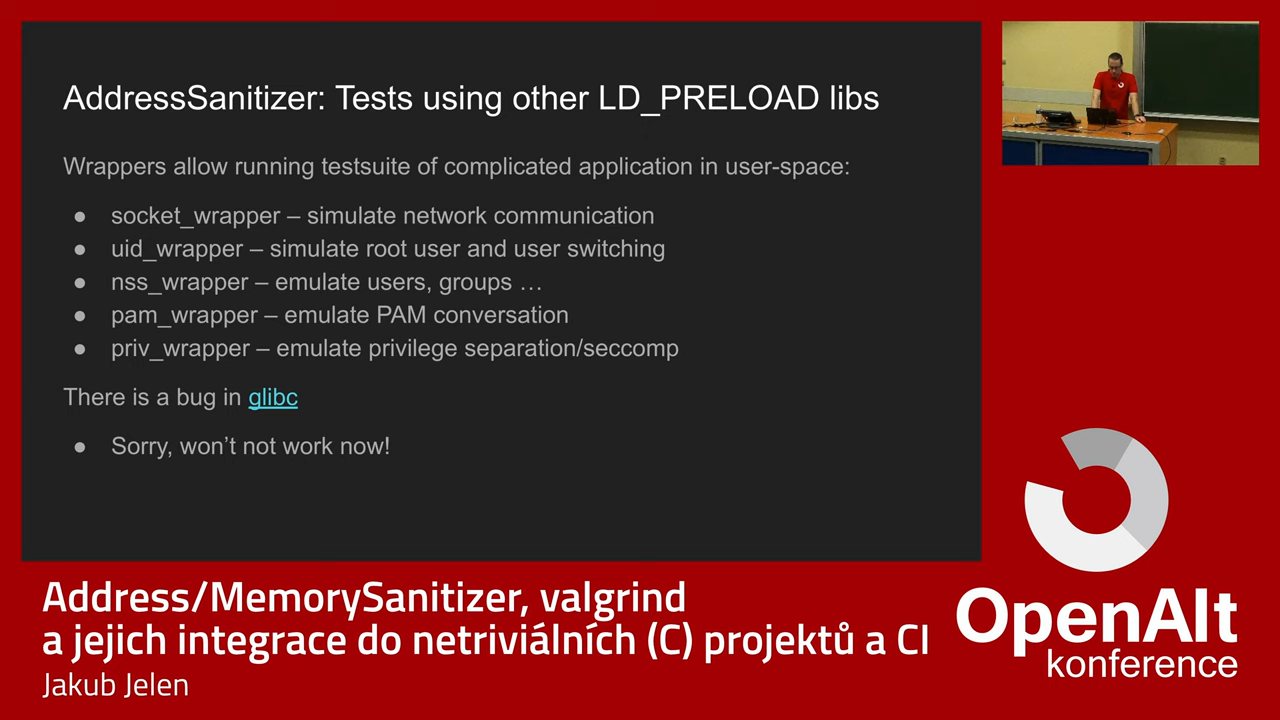 AddressSanitizer: Tests using other LD_PRELOAD libs
Wrappers allow running testsuite of complicated application in user-space:
● socket_wrapper – simulate network communication
● uid_wrapper – simulate root user and user switching
● nss_wrapper – emulate users, groups …
● pam_wrapper – emulate PAM conversation
● priv_wrapper – emulate privilege separation/seccomp
There is a bug in glibc
● Sorry, won’t not work now!
Address/MemorySanitizer, valgrind
a jejich integrace do netriviálních (C) projektů a CI
Jakub Jelen
OpenAlt
konference